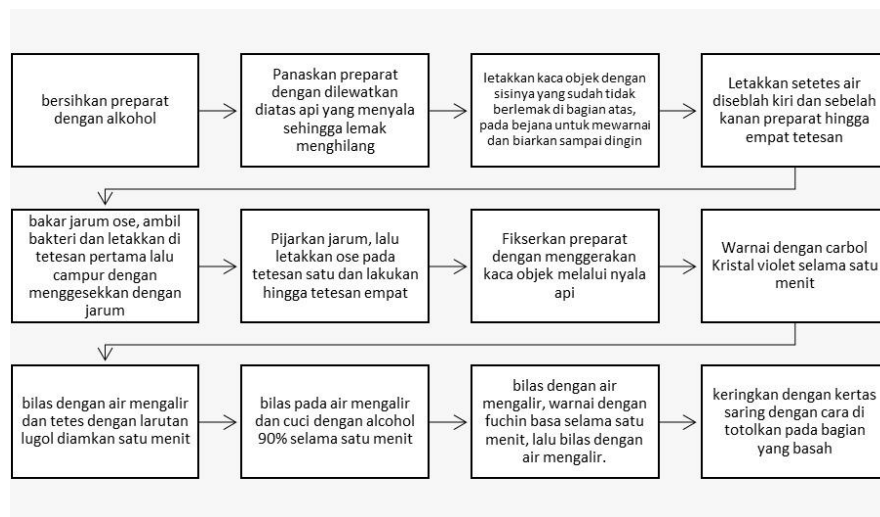 bersihkan preparat
dengan alkohol
Panaskan preparat
dengan dilewatkan
diatas api yang menyala
sehingga lemak
menghilang
letakkan kaca objek dengan
sisinya yang sudah tidak
berlemak di bagian atas,
pada bejana untuk mewarnai
dan biarkan sampai dingin
Letakkan setetes air
diseblah kiri dan sebelah
kanan preparat hingga
empat tetesan
bakar jarum ose, ambil
bakteri dan letakkan di
tetesan pertama lalu
campur dengan
menggesekkan dengan
jarum
Pijarkan jarum, lalu
letakkan ose pada
tetesan satu dan lakukan
hingga tetesan empat
Fikserkan preparat
dengan menggerakan
kaca objek melalui nyala
api
Warnai dengan carbol
Kristal violet selama satu
menit
bilas dengan air mengalir
dan tetes dengan larutan
lugol diamkan satu menit
bilas pada air mengalir
dan cuci dengan alcohol
90% selama satu menit
bilas dengan air
mengalir, warnai dengan
fuchin basa selama satu
menit, lalu bilas dengan
air mengalir.
keringkan dengan kertas
saring dengan cara di
totolkan pada bagian
yang basah